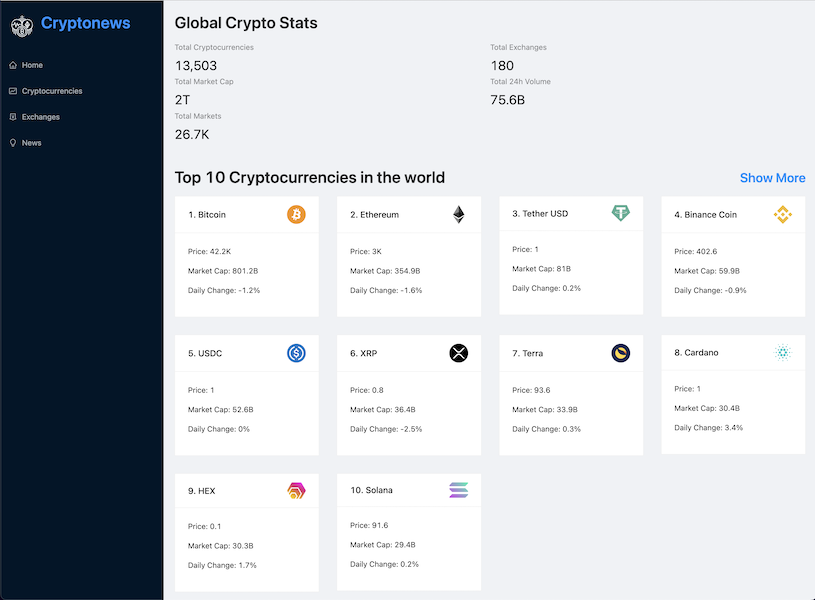 Cryptonews
Home
Cryptocurrencies
Exchanges
News
Global Crypto Stats
Total Cryptocurrencies
13,503
Total Exchanges
180
Total Market Cap
2T
Total 24h Volume
75.6B
Total Markets
26.7K
Top 10 Cryptocurrencies in the world
Show More
1. Bitcoin
Price: 42.2K
Market Cap: 801.2B
Daily Change: -1.2%
2. Ethereum
Price: 3K
Market Cap: 354.9B
Daily Change: -1.6%
3. Tether USD
Price: 1
Market Cap: 81B
Daily Change: 0.2%
4. Binance Coin
Price: 402.6
Market Cap: 59.9B
Daily Change: -0.9%
5. USDC
Price: 1
Market Cap: 52.6B
Daily Change: 0%
6. XRP
Price: 0.8
Market Cap: 36.4B
Daily Change: -2.5%
7. Terra
Price: 93.6
Market Cap: 33.9B
Daily Change: 0.3%
8. Cardano
Price: 1
Market Cap: 30.4B
Daily Change: 3.4%
9. HEX
Price: 0.1
Market Cap: 30.3B
Daily Change: 1.7%
10. Solana
Price: 91.6
Market Cap: 29.4B
Daily Change: 0.2%